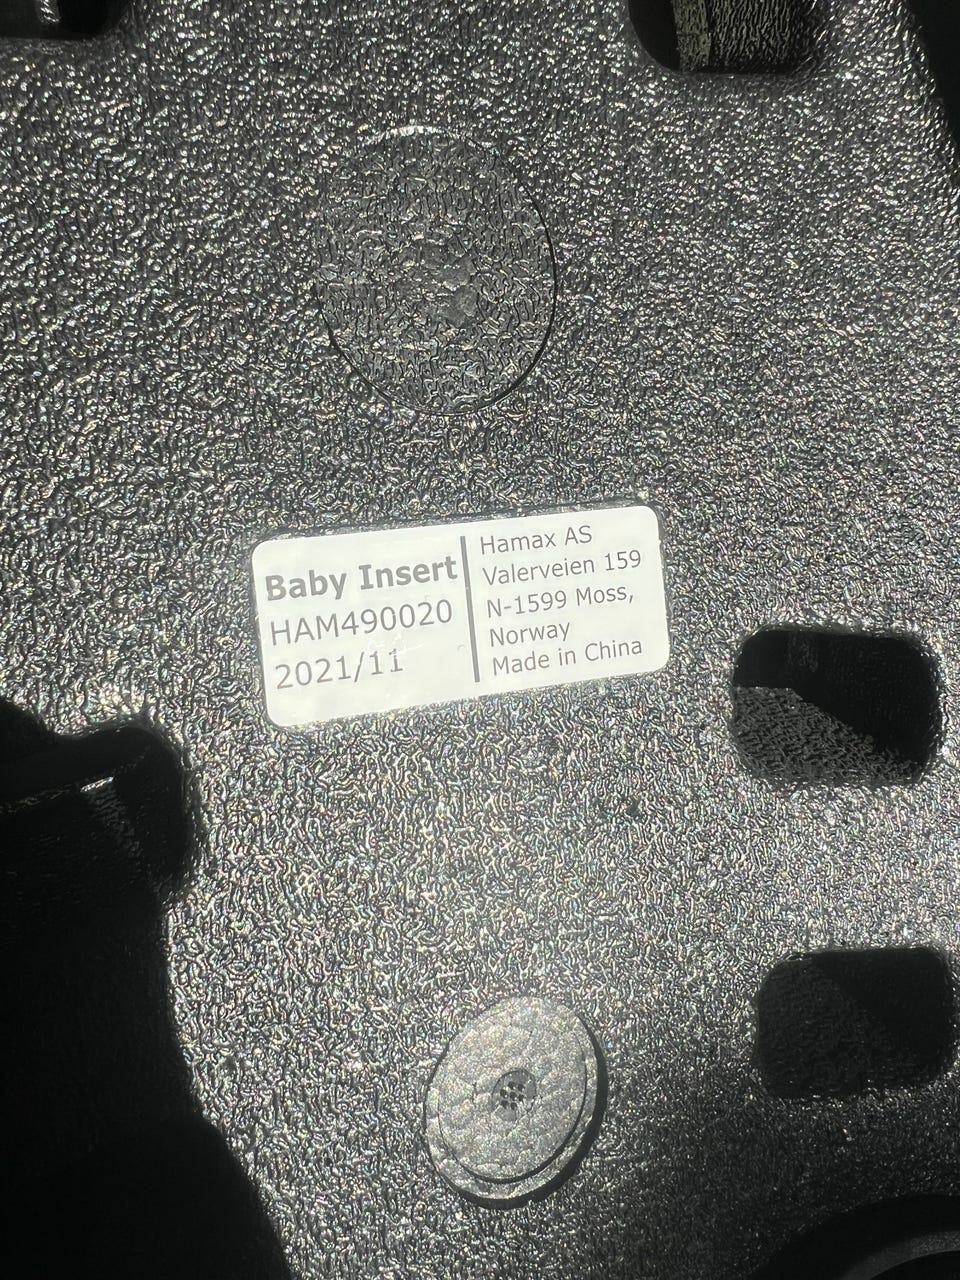 Baby Insert
HAM490020
2021/11
Hamax AS
Valerveien 159
N-1599 Moss,
Norway
Made in China